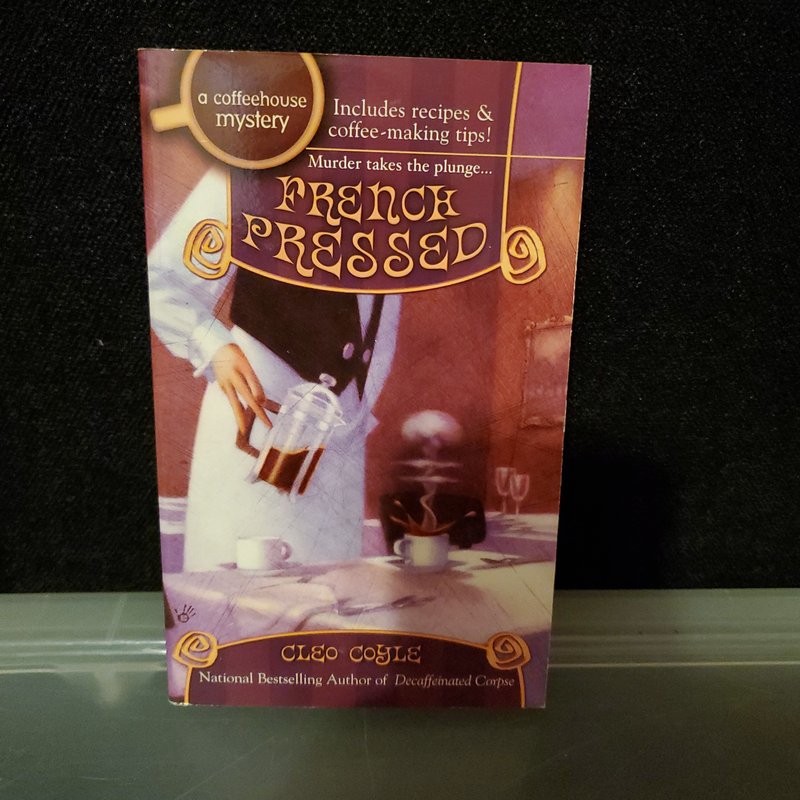 a coffeehouse
mystery
Includes recipes &
coffee-making tips!
Murder takes the plunge...
FRENCH
PRESSED
CLEO COYLE
National Bestselling Author of Decaffeinated Corpse